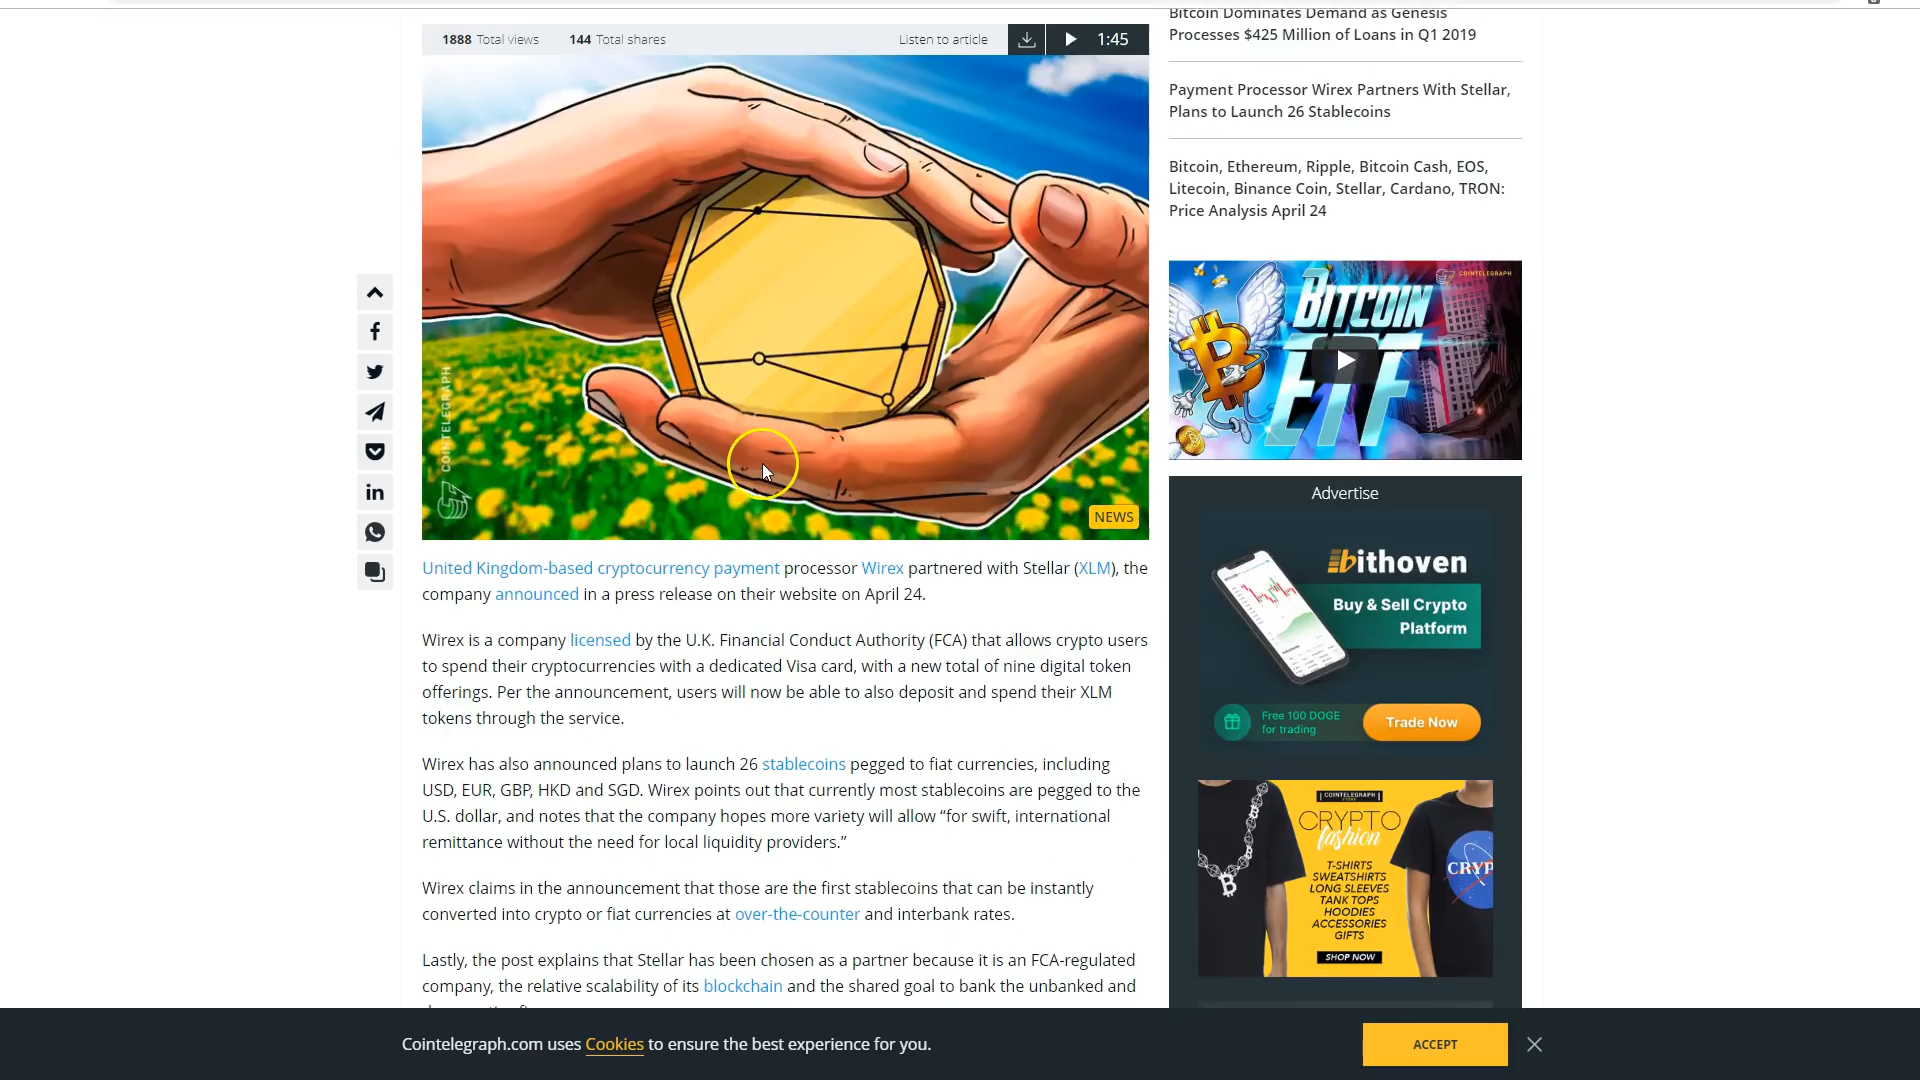 1888 Total views 144 Total shares Listen to article 1:45
COINTELEGRAPH
NEWS
United Kingdom-based cryptocurrency payment processor Wirex partnered with Stellar (XLM), the
company announced in a press release on their website on April 24.
Wirex is a company licensed by the U.K. Financial Conduct Authority (FCA) that allows crypto users
to spend their cryptocurrencies with a dedicated Visa card, with a new total of nine digital token
offerings. Per the announcement, users will now be able to also deposit and spend their XLM
tokens through the service.
Wirex has also announced plans to launch 26 stablecoins pegged to fiat currencies, including
USD, EUR, GBP, HKD and SGD. Wirex points out that currently most stablecoins are pegged to the
U.S. dollar, and notes that the company hopes more variety will allow “for swift, international
remittance without the need for local liquidity providers.”
Wirex claims in the announcement that those are the first stablecoins that can be instantly
converted into crypto or fiat currencies at over-the-counter and interbank rates.
Lastly, the post explains that Stellar has been chosen as a partner because it is an FCA-regulated
company, the relative scalability of its blockchain and the shared goal to bank the unbanked and
Bitcoin Dominates Demand as Genesis
Processes $425 Million of Loans in Q1 2019
Payment Processor Wirex Partners With Stellar,
Plans to Launch 26 Stablecoins
Bitcoin, Ethereum, Ripple, Bitcoin Cash, EOS,
Litecoin, Binance Coin, Stellar, Cardano, TRON:
Price Analysis April 24
COINTELEGRAPH
BITCOIN
ETF
Advertise
bithoven
Buy & Sell Crypto
Platform
Free 100 DOGE
for trading
Trade Now
COINTELEGRAPH
CRYPTO
fashion
T-SHIRTS
SWEATSHIRTS
LONG SLEEVES
TANK TOPS
HOODIES
ACCESSORIES
GIFTS
SHOP NOW
CRYP
Cointelegraph.com uses Cookies to ensure the best experience for you.
ACCEPT